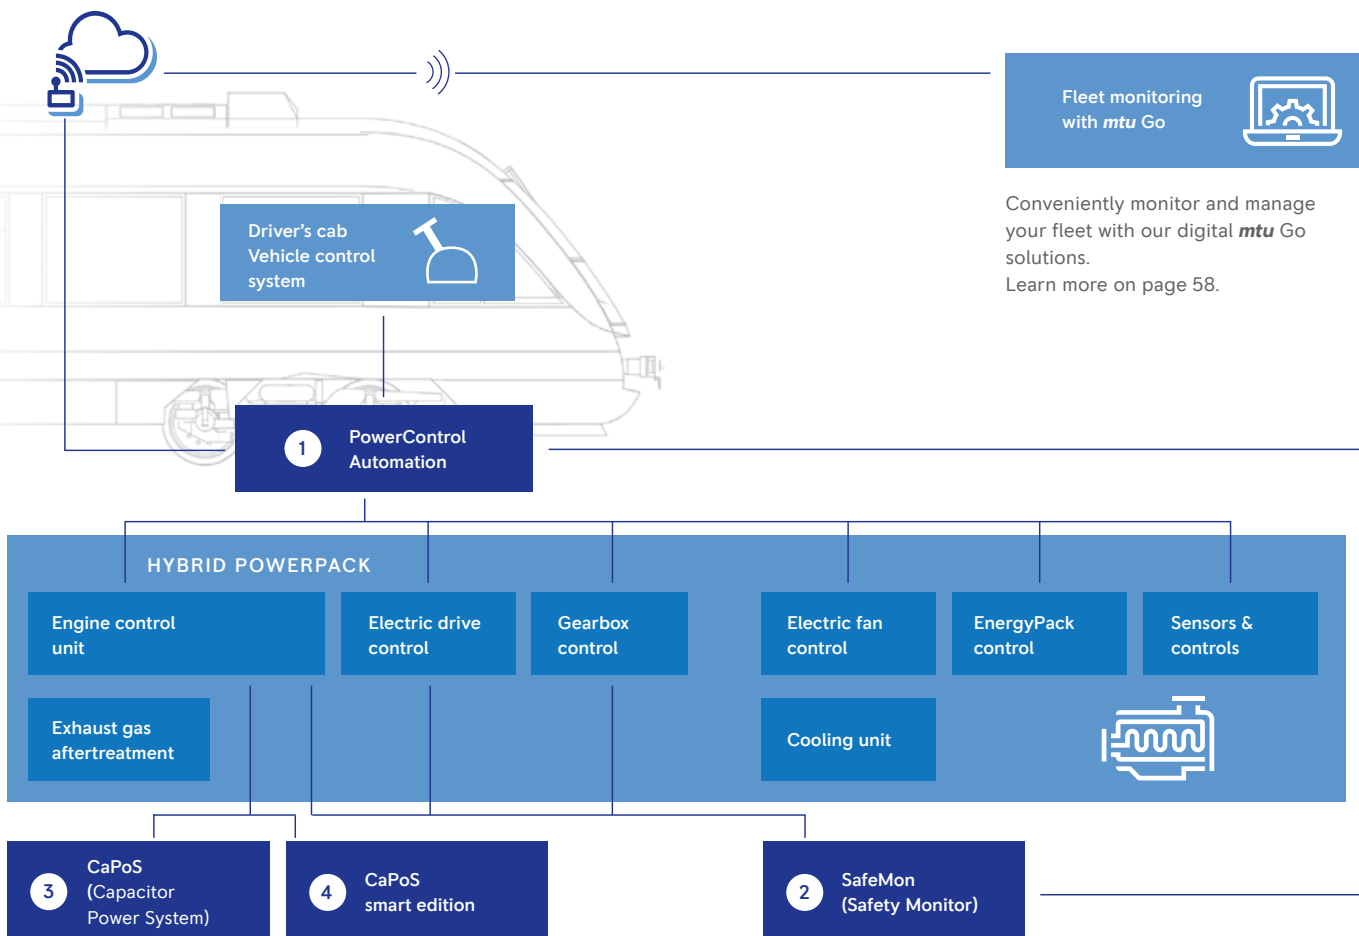 Fleet monitoring
with mtu Go
Conveniently monitor and manage
your fleet with our digital mtu Go
solutions.
Learn more on page 58.
Driver’s cab
Vehicle control
system
1
PowerControl
Automation
HYBRID POWERPACK
Engine control
unit
Electric drive
control
Gearbox
control
Electric fan
control
EnergyPack
control
Sensors &
controls
Exhaust gas
aftertreatment
Cooling unit
3
CaPoS
(Capacitor
Power System)
4
CaPoS
smart edition
2
SafeMon
(Safety Monitor)